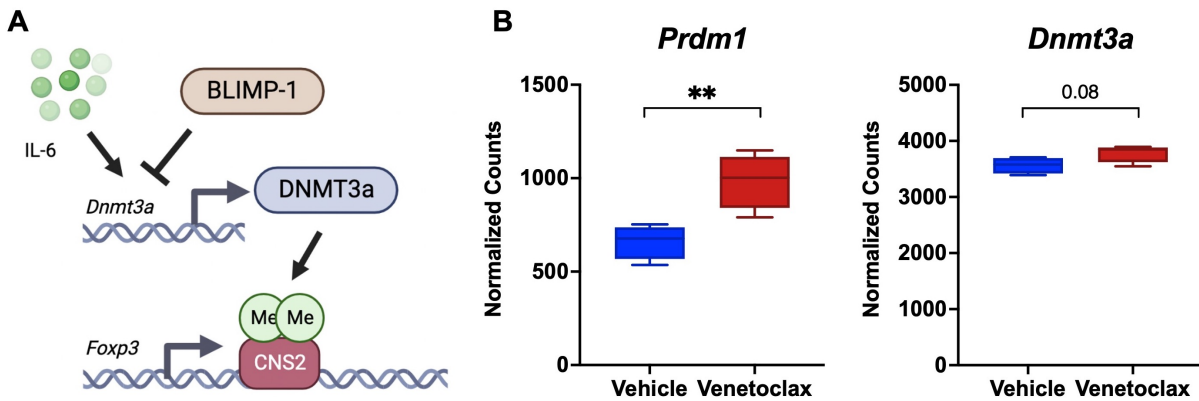 A
IL-6
BLIMP-1
Dnmt3a
DNMT3a
Me
Me
Foxp3
CNS2
B
Prdm1
Normalized Counts
1500
1000
500
0
**
Vehicle
Venetoclax
Dnmt3a
Normalized Counts
5000
4000
3000
2000
1000
0
0.08
Vehicle
Venetoclax